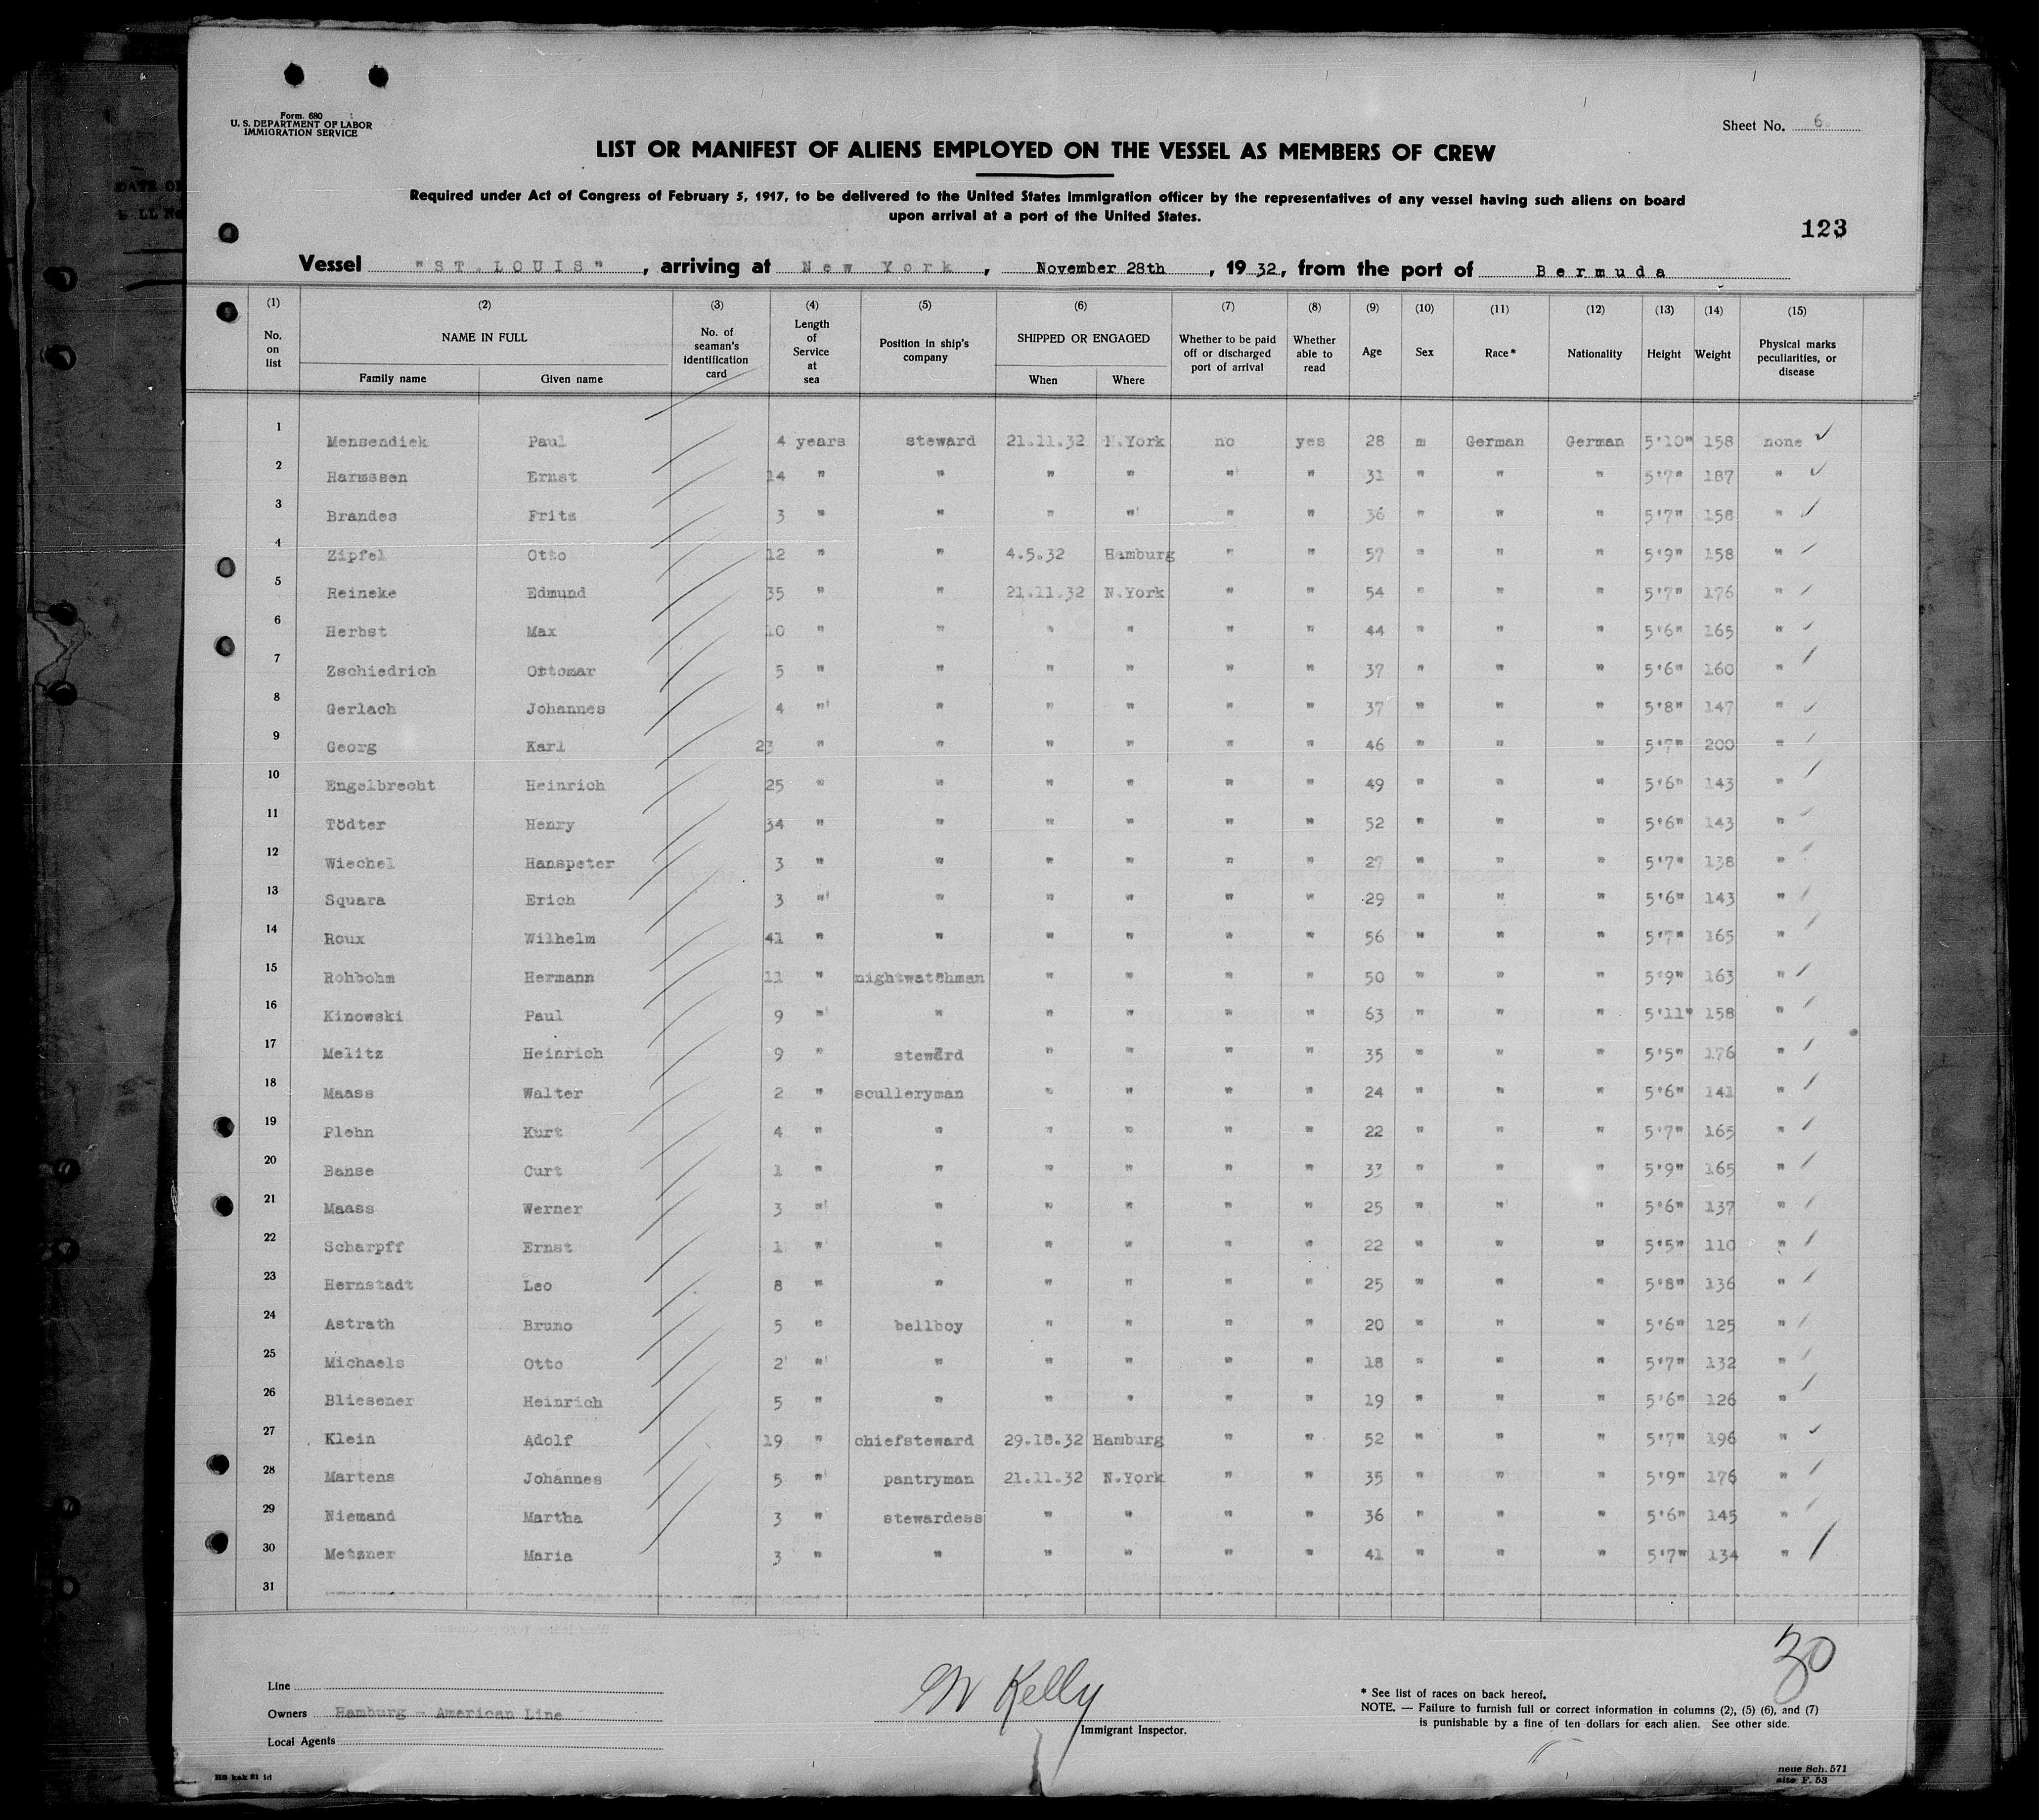 Form. 680
U. S. DEPARTMENT OF LABOR
IMMIGRATION SERVICE
Sheet No. 6.
LIST OR MANIFEST OF ALIENS EMPLOYED ON THE VESSEL AS MEMBERS OF CREW
Required under Act of Congress of February 5, 1917, to be delivered to the United States immigration officer by the representatives of any vessel having such aliens on board
upon arrival at a port of the United States.
123
Vessel "ST. LOUIS", arriving at New York, November 28th, 19 32, from the port of Bermuda
(1) (2) (3) (4) (5) (6) (7) (8) (9) (10) (11) (12) (13) (14) (15)
No. on list | NAME IN FULL Family name Given name | No. of seaman's identification card | Length of Service at sea | Position in ship's company | SHIPPED OR ENGAGED When Where | Whether to be paid off or discharged port of arrival | Whether able to read | Age | Sex | Race* | Nationality | Height | Weight | Physical marks peculiarities, or disease
1 Mensendiek Paul 4 years steward 21.11.32 N.York no yes 28 m German German 5'10" 158 none ✓
2 Harmssen Ernst 14 " " " " " " 31 " " " 5'7" 187 " ✓
3 Brandes Fritz 3 " " " " " " 36 " " " 5'7" 158 " ✓
4 Zipfel Otto 12 " " 4.5.32 Hamburg " " 57 " " " 5'9" 158 " ✓
5 Reineke Edmund 35 " " 21.11.32 N.York " " 54 " " " 5'7" 176 " ✓
6 Herbst Max 10 " " " " " " 44 " " " 5'6" 165 " ✓
7 Zschiedrich Ottomar 5 " " " " " " 37 " " " 5'6" 160 " ✓
8 Gerlach Johannes 4 " " " " " " 37 " " " 5'8" 147 " ✓
9 Georg Karl 23 " " " " " " 46 " " " 5'7" 200 " ✓
10 Engelbrecht Heinrich 25 " " " " " " 49 " " " 5'6" 143 " ✓
11 Tödter Henry 34 " " " " " " 52 " " " 5'6" 143 " ✓
12 Wiechel Hanspeter 3 " " " " " " 27 " " " 5'7" 138 " ✓
13 Squara Erich 3 " " " " " " 29 " " " 5'6" 143 " ✓
14 Roux Wilhelm 41 " " " " " " 56 " " " 5'7" 165 " ✓
15 Rohbohm Hermann 11 " nightwatchman " " " " 50 " " " 5'9" 163 " ✓
16 Kinowski Paul 9 " " " " " " 63 " " " 5'11" 158 " ✓
17 Melitz Heinrich 9 " steward " " " " 35 " " " 5'5" 176 " ✓
18 Maass Walter 2 " sculleryman " " " " 24 " " " 5'6" 141 " ✓
19 Plehn Kurt 4 " " " " " " 22 " " " 5'7" 165 " ✓
20 Banse Curt 1 " " " " " " 33 " " " 5'9" 165 " ✓
21 Maass Werner 3 " " " " " " 25 " " " 5'6" 137 " ✓
22 Scharpff Ernst 1 " " " " " " 22 " " " 5'5" 110 " ✓
23 Hernstadt Leo 8 " " " " " " 25 " " " 5'8" 136 " ✓
24 Astrath Bruno 5 " bellboy " " " " 20 " " " 5'6" 125 " ✓
25 Michaels Otto 2 " " " " " " 18 " " " 5'7" 132 " ✓
26 Bliesener Heinrich 5 " " " " " " 19 " " " 5'6" 126 " ✓
27 Klein Adolf 19 " chiefsteward 29.10.32 Hamburg " " 52 " " " 5'7" 196 " ✓
28 Martens Johannes 5 " pantryman 21.11.32 N.York " " 35 " " " 5'9" 176 " ✓
29 Niemand Martha 3 " stewardess " " " " 36 " " " 5'6" 145 " ✓
30 Metzner Maria 3 " " " " " " 41 " " " 5'7" 134 " ✓
31
30
Line
Owners Hamburg - American Line
Local Agents
W Kelly
Immigrant Inspector.
* See list of races on back hereof.
NOTE. — Failure to furnish full or correct information in columns (2), (5) (6), and (7)
is punishable by a fine of ten dollars for each alien. See other side.
neue Sch. 571
alte F. 53